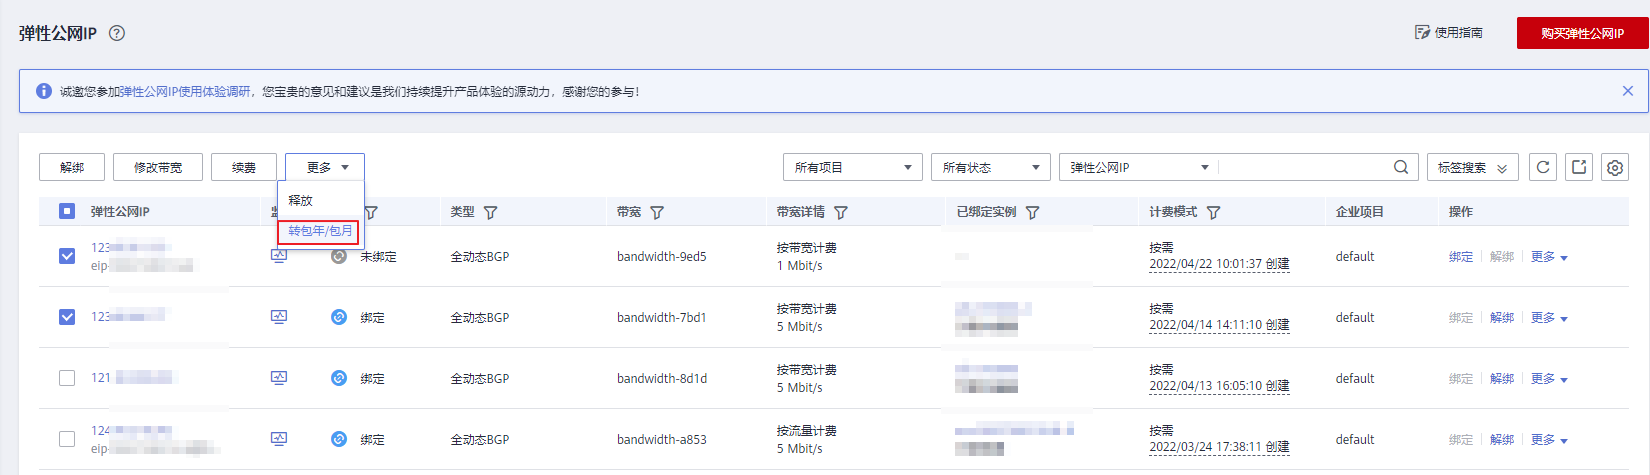 弹性公网IP
使用指南
购买弹性公网IP
诚邀您参加弹性公网IP使用体验调研，您宝贵的意见和建议是我们持续提升产品体验的源动力，感谢您的参与！
解绑 修改带宽 续费 更多 所有项目 所有状态 弹性公网IP 标签搜索
释放
转包年/包月
弹性公网IP 类型 带宽 带宽详情 已绑定实例 计费模式 企业项目 操作
123 未绑定 全动态BGP bandwidth-9ed5 按带宽计费 按需 default 绑定 解绑 更多
eip- 1 Mbit/s 2022/04/22 10:01:37 创建
123 绑定 全动态BGP bandwidth-7bd1 按带宽计费 按需 default 绑定 解绑 更多
5 Mbit/s 2022/04/14 14:11:10 创建
121 绑定 全动态BGP bandwidth-8d1d 按带宽计费 按需 default 绑定 解绑 更多
5 Mbit/s 2022/04/13 16:05:10 创建
124 绑定 全动态BGP bandwidth-a853 按流量计费 按需 default 绑定 解绑 更多
eip- 5 Mbit/s 2022/03/24 17:38:11 创建